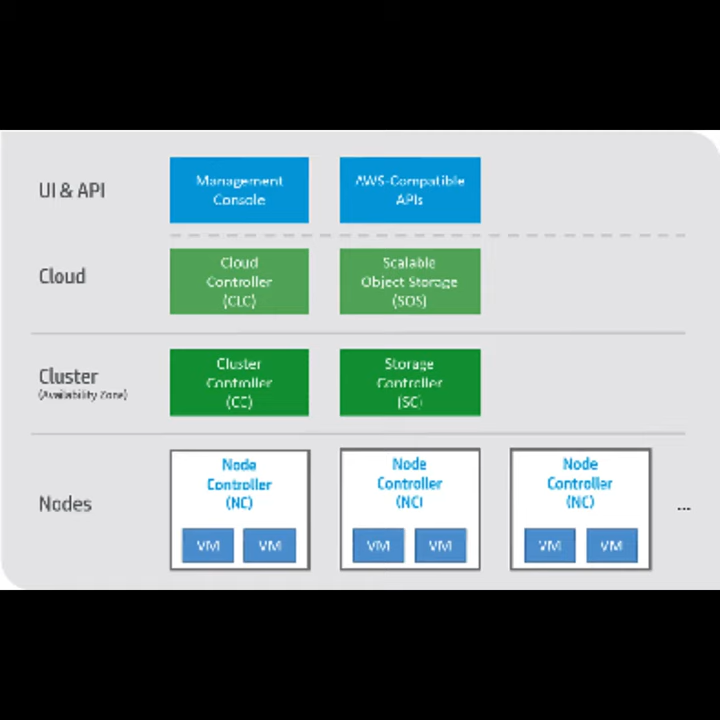 UI & API
Management
Console
AWS-Compatible
APIs
Cloud
Cloud
Controller
(CLC)
Scalable
Object Storage
(SOS)
Cluster
(Availability Zone)
Cluster
Controller
(CC)
Storage
Controller
(SC)
Nodes
Node
Controller
(NC)
VM VM
Node
Controller
(NC)
VM VM
Node
Controller
(NC)
VM VM
...